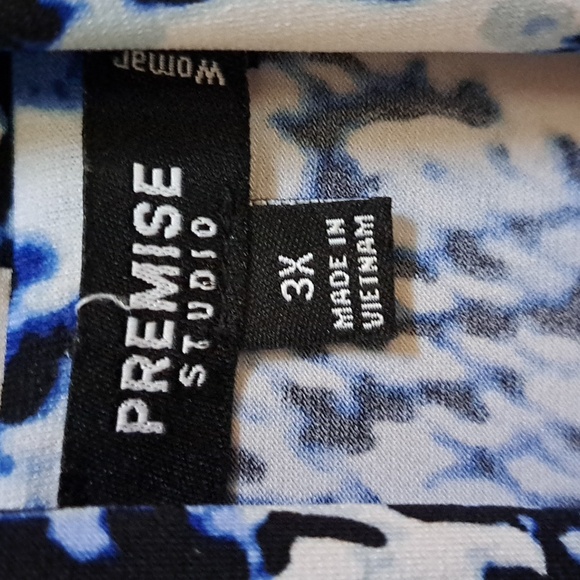 PREMISE
STUDIO
Woman
3X
MADE IN
VIETNAM